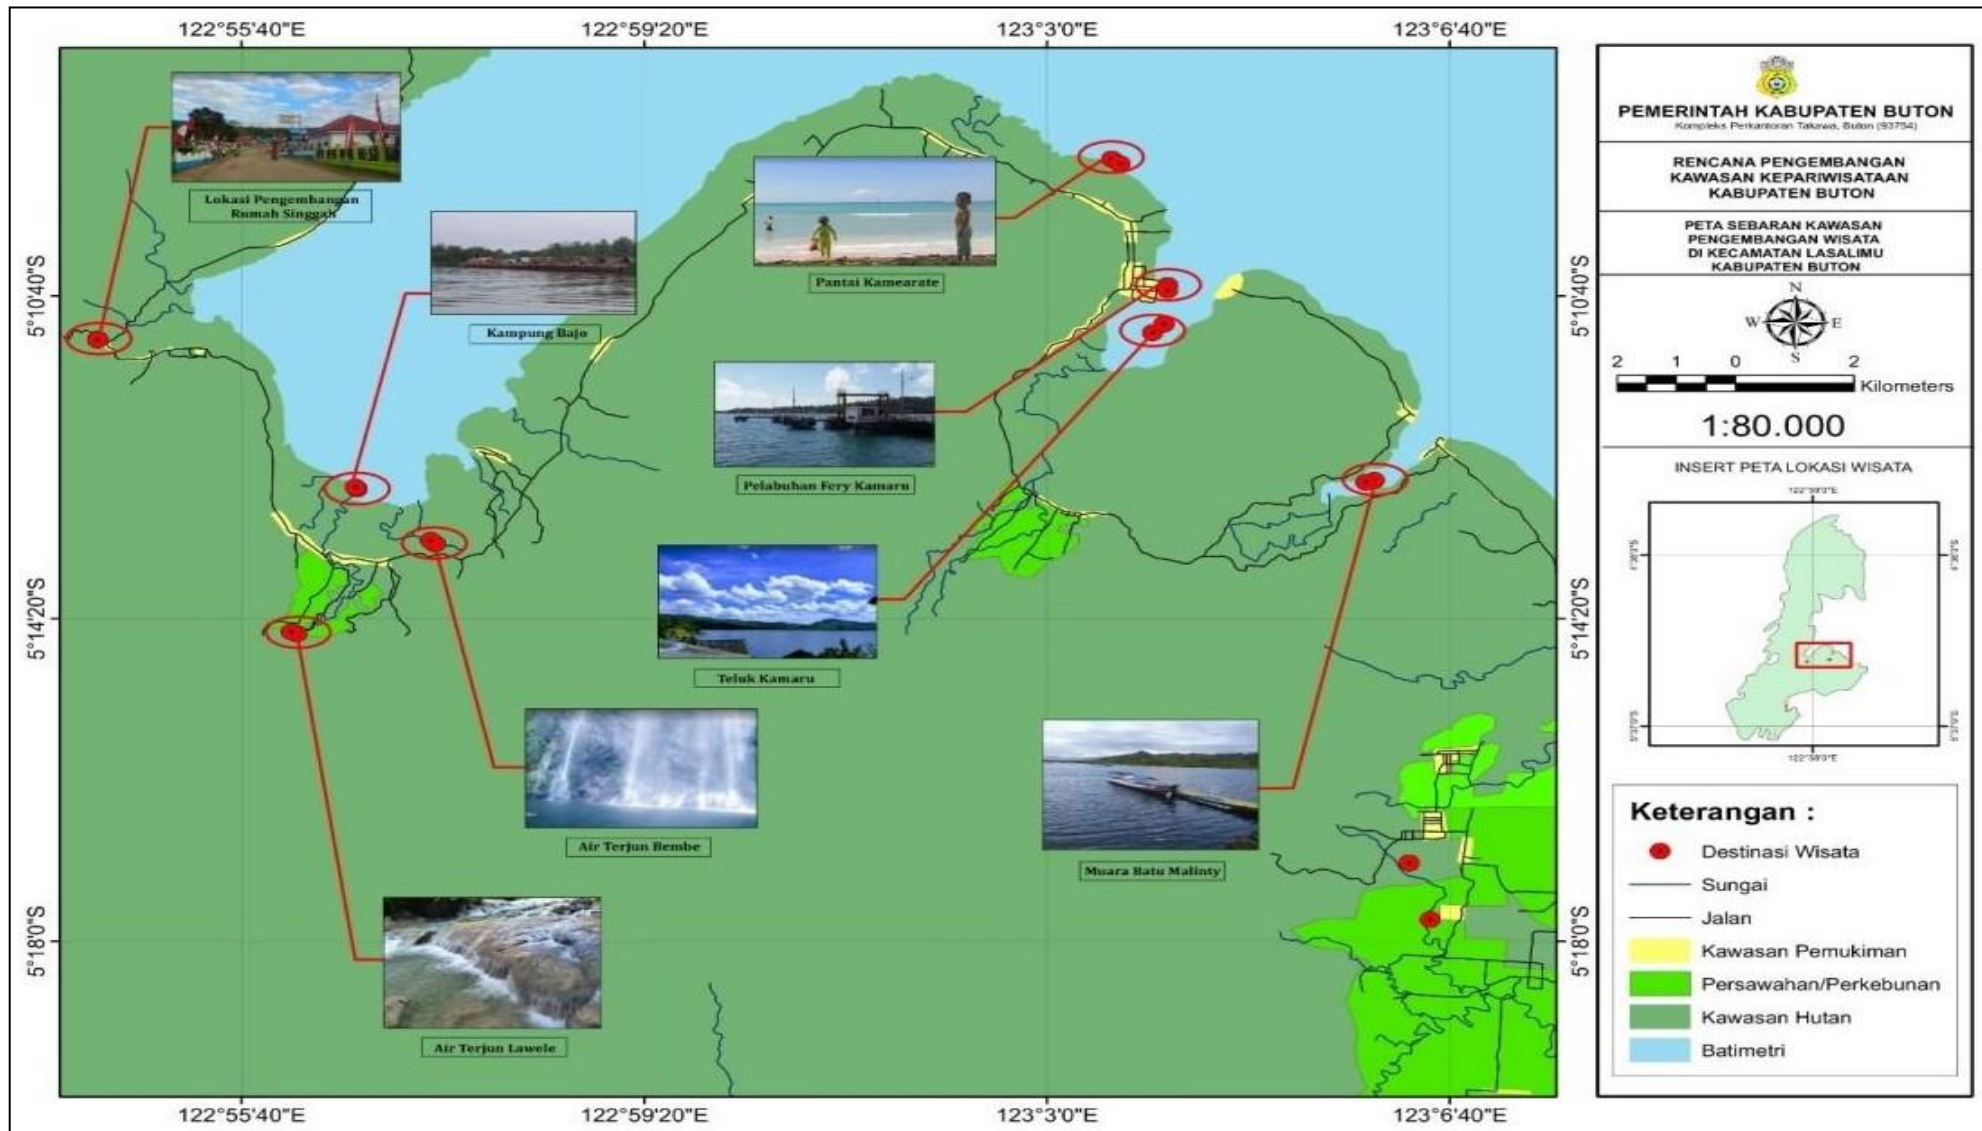 122°55'40"E
122°59'20"E
123°3'0"E
123°6'40"E
5°10'40"S
5°14'20"S
5°18'0"S
Lokasi Pengembangan
Rumah Singgah
Kampung Bajo
Pantai Kamearate
Pelabuhan Fery Kamaru
Teluk Kamaru
Air Terjun Bembe
Muara Batu Malinty
Air Terjun Lawele
5°10'40"S
5°14'20"S
5°18'0"S
122°55'40"E
122°59'20"E
123°3'0"E
123°6'40"E
PEMERINTAH KABUPATEN BUTON
Kompleks Perkantoran Takawa, Buton (93754)
RENCANA PENGEMBANGAN
KAWASAN KEPARIWISATAAN
KABUPATEN BUTON
PETA SEBARAN KAWASAN
PENGEMBANGAN WISATA
DI KECAMATAN LASALIMU
KABUPATEN BUTON
N
W E
S
2 1 0 2
Kilometers
1:80.000
INSERT PETA LOKASI WISATA
Keterangan :
Destinasi Wisata
Sungai
Jalan
Kawasan Pemukiman
Persawahan/Perkebunan
Kawasan Hutan
Batimetri